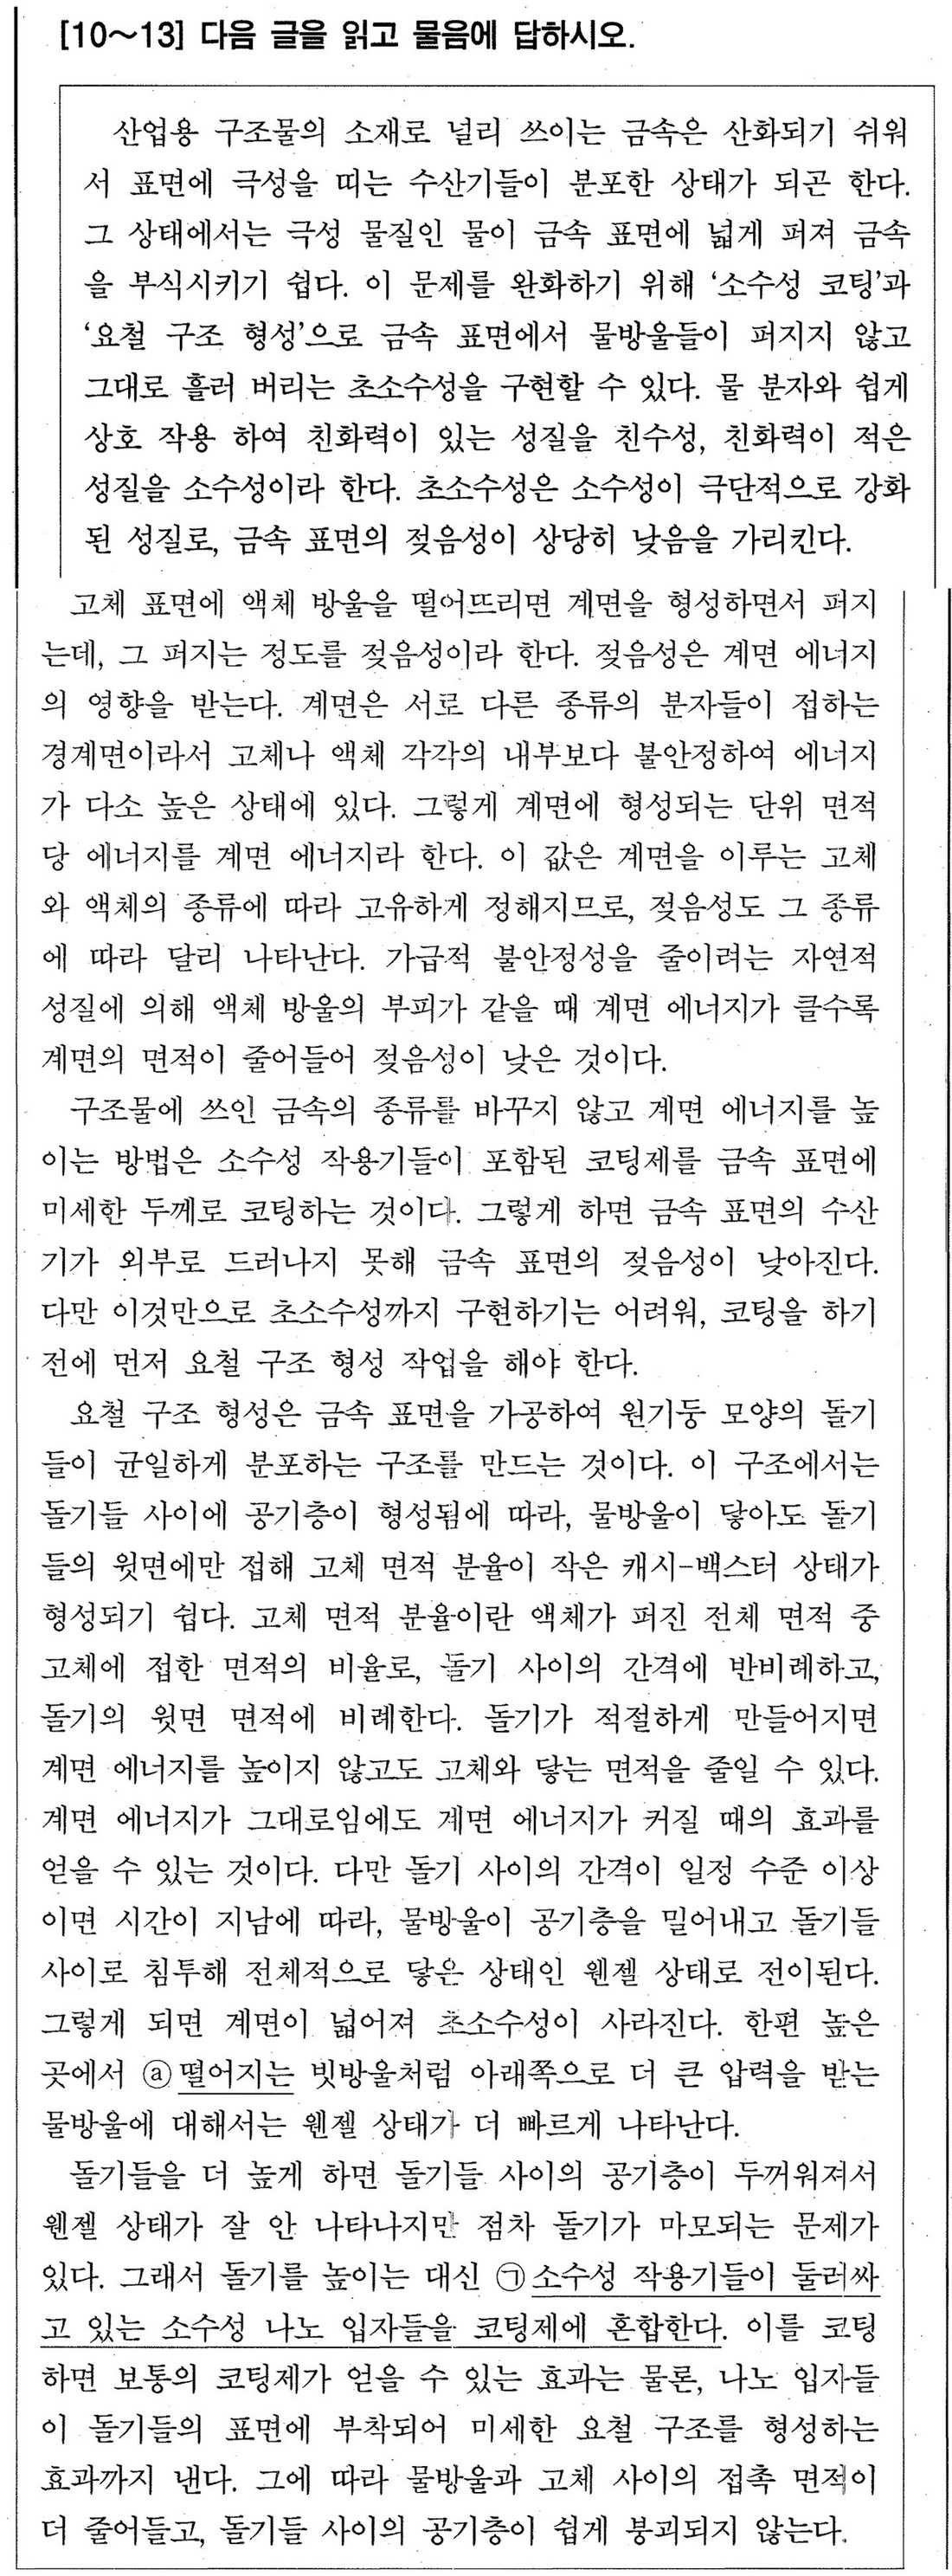 [10～13] 다음 글을 읽고 물음에 답하시오.
산업용 구조물의 소재로 널리 쓰이는 금속은 산화되기 쉬워
서 표면에 극성을 띠는 수산기들이 분포한 상태가 되곤 한다.
그 상태에서는 극성 물질인 물이 금속 표면에 넓게 퍼져 금속
을 부식시키기 쉽다. 이 문제를 완화하기 위해 ‘소수성 코팅’과
‘요철 구조 형성’으로 금속 표면에서 물방울들이 퍼지지 않고
그대로 흘러 버리는 초소수성을 구현할 수 있다. 물 분자와 쉽게
상호 작용 하여 친화력이 있는 성질을 친수성, 친화력이 적은
성질을 소수성이라 한다. 초소수성은 소수성이 극단적으로 강화
된 성질로, 금속 표면의 젖음성이 상당히 낮음을 가리킨다.
고체 표면에 액체 방울을 떨어뜨리면 계면을 형성하면서 퍼지
는데, 그 퍼지는 정도를 젖음성이라 한다. 젖음성은 계면 에너지
의 영향을 받는다. 계면은 서로 다른 종류의 분자들이 접하는
경계면이라서 고체나 액체 각각의 내부보다 불안정하여 에너지
가 다소 높은 상태에 있다. 그렇게 계면에 형성되는 단위 면적
당 에너지를 계면 에너지라 한다. 이 값은 계면을 이루는 고체
와 액체의 종류에 따라 고유하게 정해지므로, 젖음성도 그 종류
에 따라 달리 나타난다. 가급적 불안정성을 줄이려는 자연적
성질에 의해 액체 방울의 부피가 같을 때 계면 에너지가 클수록
계면의 면적이 줄어들어 젖음성이 낮은 것이다.
구조물에 쓰인 금속의 종류를 바꾸지 않고 계면 에너지를 높
이는 방법은 소수성 작용기들이 포함된 코팅제를 금속 표면에
미세한 두께로 코팅하는 것이다. 그렇게 하면 금속 표면의 수산
기가 외부로 드러나지 못해 금속 표면의 젖음성이 낮아진다.
다만 이것만으로 초소수성까지 구현하기는 어려워, 코팅을 하기
전에 먼저 요철 구조 형성 작업을 해야 한다.
요철 구조 형성은 금속 표면을 가공하여 원기둥 모양의 돌기
들이 균일하게 분포하는 구조를 만드는 것이다. 이 구조에서는
돌기들 사이에 공기층이 형성됨에 따라, 물방울이 닿아도 돌기
들의 윗면에만 접해 고체 면적 분율이 작은 캐시-백스터 상태가
형성되기 쉽다. 고체 면적 분율이란 액체가 퍼진 전체 면적 중
고체에 접한 면적의 비율로, 돌기 사이의 간격에 반비례하고,
돌기의 윗면 면적에 비례한다. 돌기가 적절하게 만들어지면
계면 에너지를 높이지 않고도 고체와 닿는 면적을 줄일 수 있다.
계면 에너지가 그대로임에도 계면 에너지가 커질 때의 효과를
얻을 수 있는 것이다. 다만 돌기 사이의 간격이 일정 수준 이상
이면 시간이 지남에 따라, 물방울이 공기층을 밀어내고 돌기들
사이로 침투해 전체적으로 닿은 상태인 웬젤 상태로 전이된다.
그렇게 되면 계면이 넓어져 초소수성이 사라진다. 한편 높은
곳에서 ⓐ떨어지는 빗방울처럼 아래쪽으로 더 큰 압력을 받는
물방울에 대해서는 웬젤 상태가 더 빠르게 나타난다.
돌기들을 더 높게 하면 돌기들 사이의 공기층이 두꺼워져서
웬젤 상태가 잘 안 나타나지만 점차 돌기가 마모되는 문제가
있다. 그래서 돌기를 높이는 대신 ㉠소수성 작용기들이 둘러싸
고 있는 소수성 나노 입자들을 코팅제에 혼합한다. 이를 코팅
하면 보통의 코팅제가 얻을 수 있는 효과는 물론, 나노 입자들
이 돌기들의 표면에 부착되어 미세한 요철 구조를 형성하는
효과까지 낸다. 그에 따라 물방울과 고체 사이의 접촉 면적이
더 줄어들고, 돌기들 사이의 공기층이 쉽게 붕괴되지 않는다.